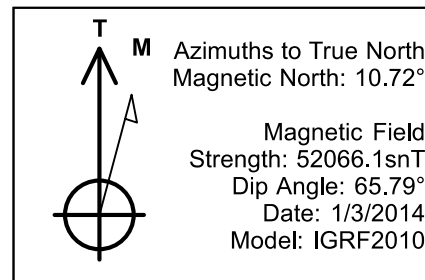 T
M
Azimuths to True North
Magnetic North: 10.72°
Magnetic Field
Strength: 52066.1snT
Dip Angle: 65.79°
Date: 1/3/2014
Model: IGRF2010